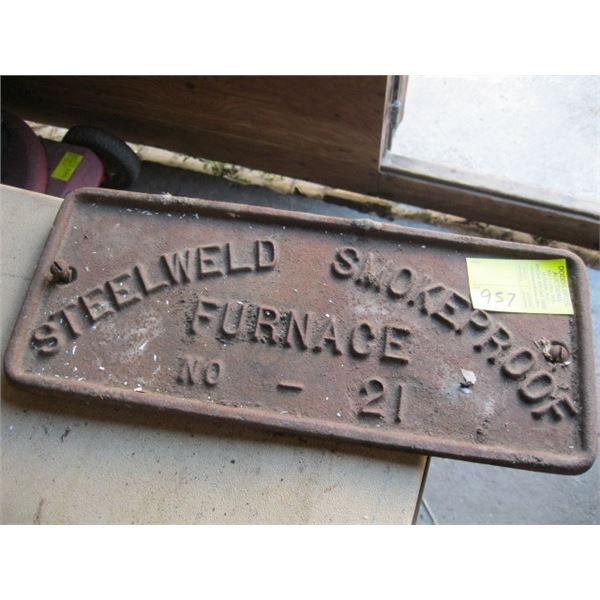 STEELWELD SMOKEPROOF
FURNACE
NO - 21
957